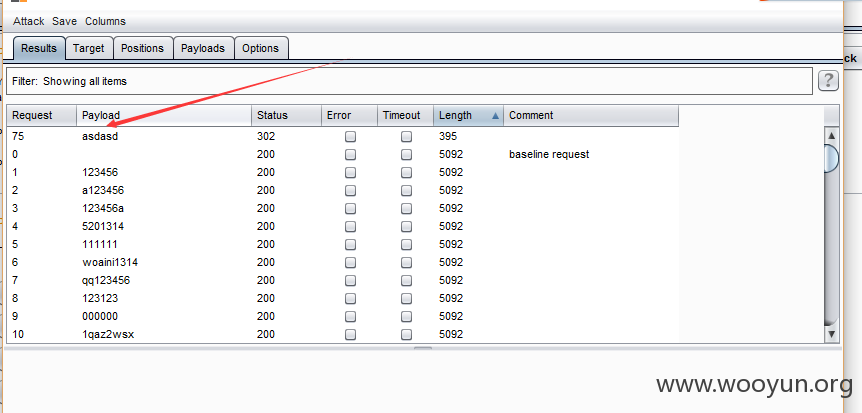 Attack Save Columns
Results Target Positions Payloads Options
ck
Filter: Showing all items ?
Request Payload Status Error Timeout Length Comment
75 asdasd 302 395
0 200 5092 baseline request
1 123456 200 5092
2 a123456 200 5092
3 123456a 200 5092
4 5201314 200 5092
5 111111 200 5092
6 woaini1314 200 5092
7 qq123456 200 5092
8 123123 200 5092
9 000000 200 5092
10 1qaz2wsx 200 5092
www.wooyun.org